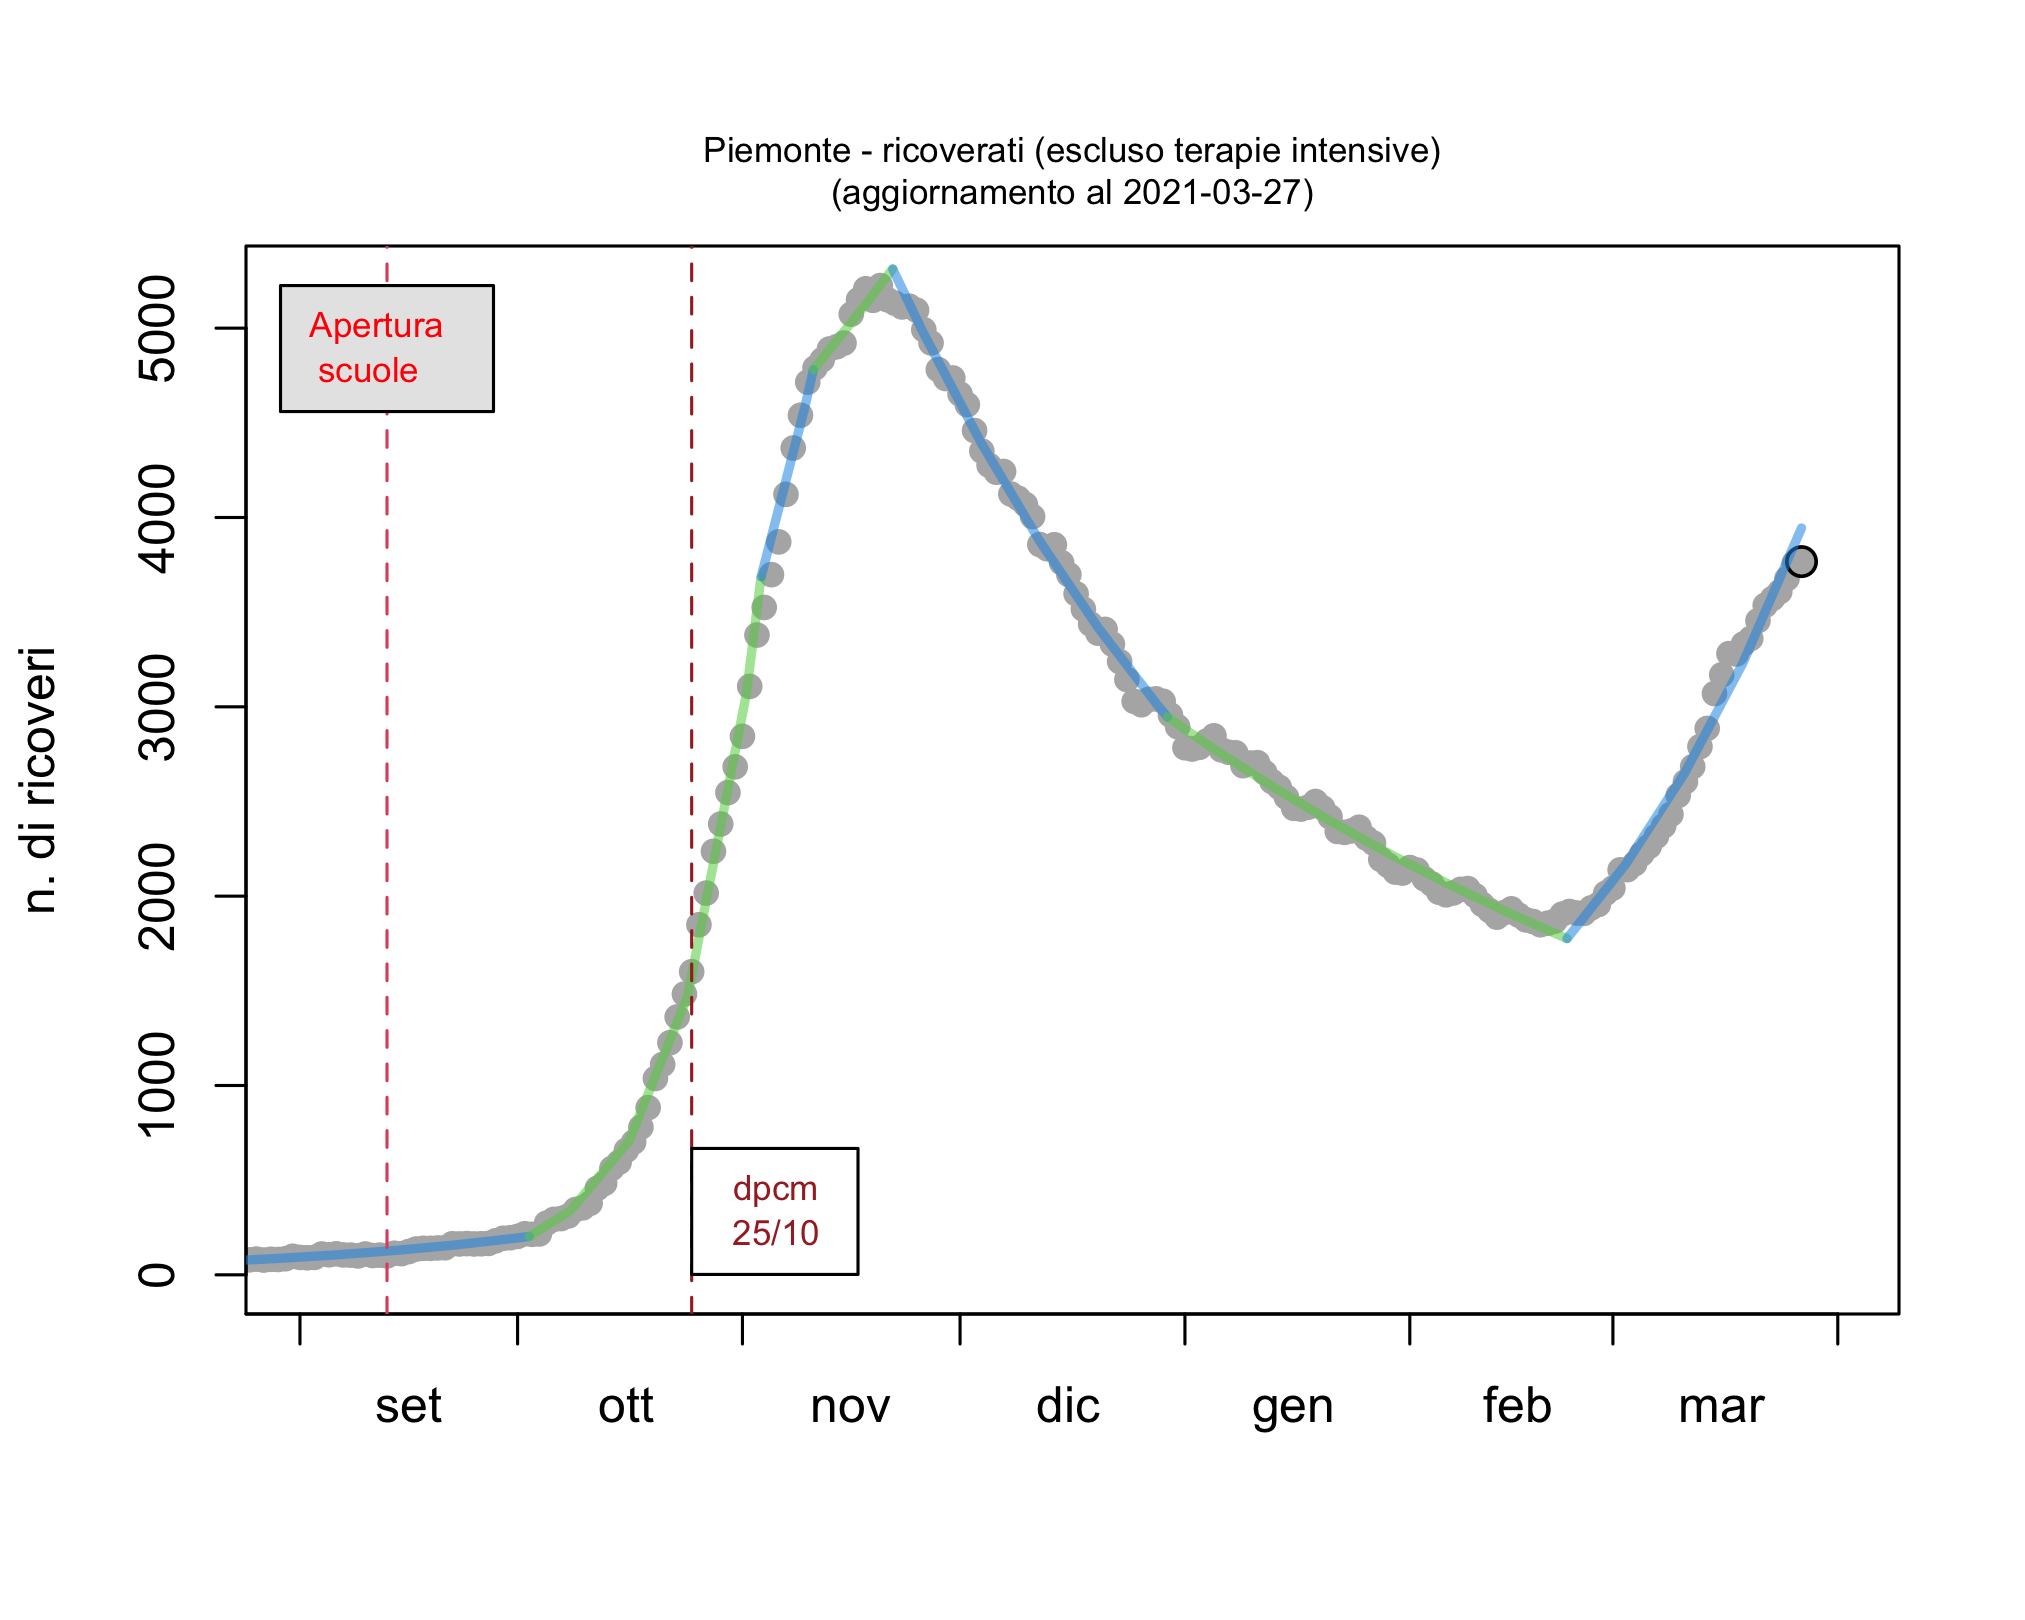 Piemonte - ricoverati (escluso terapie intensive)
(aggiornamento al 2021-03-27)
Apertura
scuole
dpcm
25/10
n. di ricoveri
5000
4000
3000
2000
1000
0
set ott nov dic gen feb mar